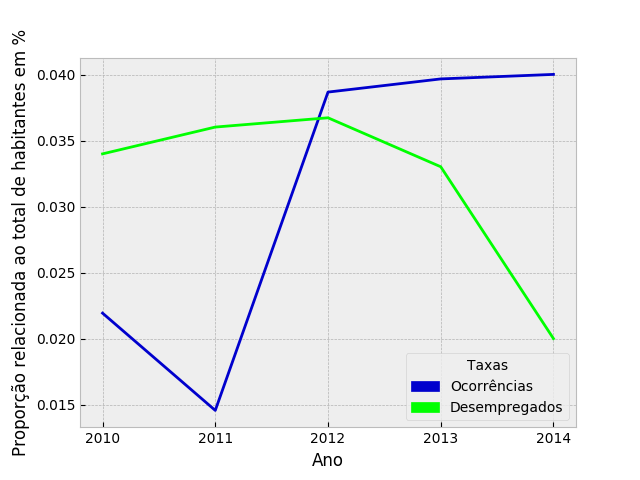 Proporção relacionada ao total de habitantes em %
0.040
0.035
0.030
0.025
0.020
0.015
2010 2011 2012 2013 2014
Ano
Taxas
Ocorrências
Desempregados